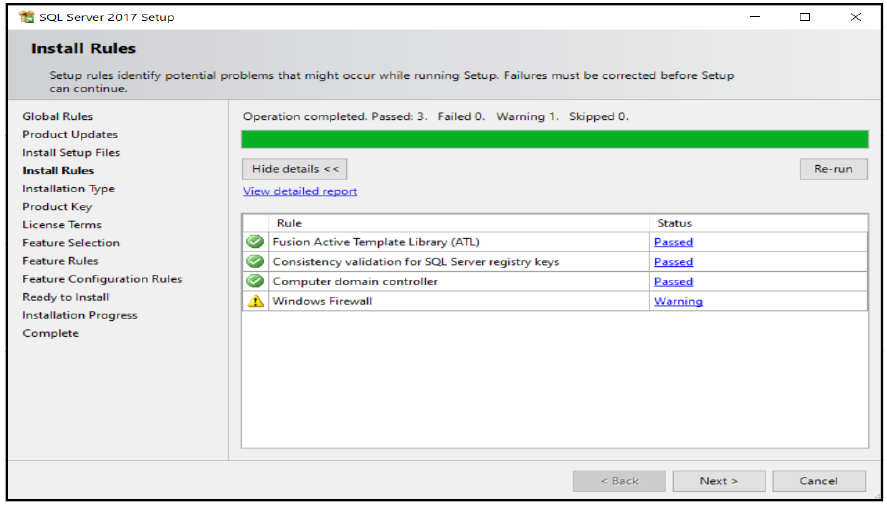 SQL Server 2017 Setup
Install Rules
Setup rules identify potential problems that might occur while running Setup. Failures must be corrected before Setup
can continue.
Global Rules
Product Updates
Install Setup Files
Install Rules
Installation Type
Product Key
License Terms
Feature Selection
Feature Rules
Feature Configuration Rules
Ready to Install
Installation Progress
Complete
Operation completed. Passed: 3. Failed 0. Warning 1. Skipped 0.
Hide details << Re-run
View detailed report
Rule Status
Fusion Active Template Library (ATL) Passed
Consistency validation for SQL Server registry keys Passed
Computer domain controller Passed
Windows Firewall Warning
< Back Next > Cancel